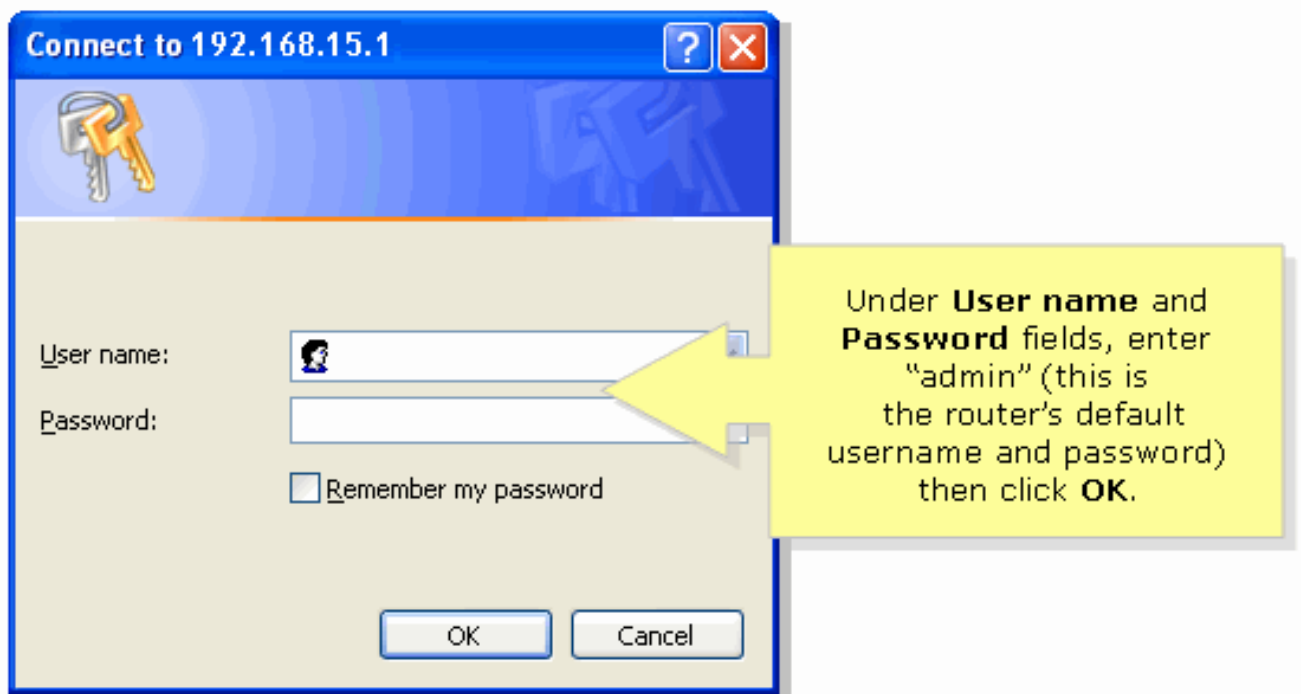 Connect to 192.168.15.1
?
User name:
Password:
Remember my password
OK
Cancel
Under User name and
Password fields, enter
“admin” (this is
the router’s default
username and password)
then click OK.